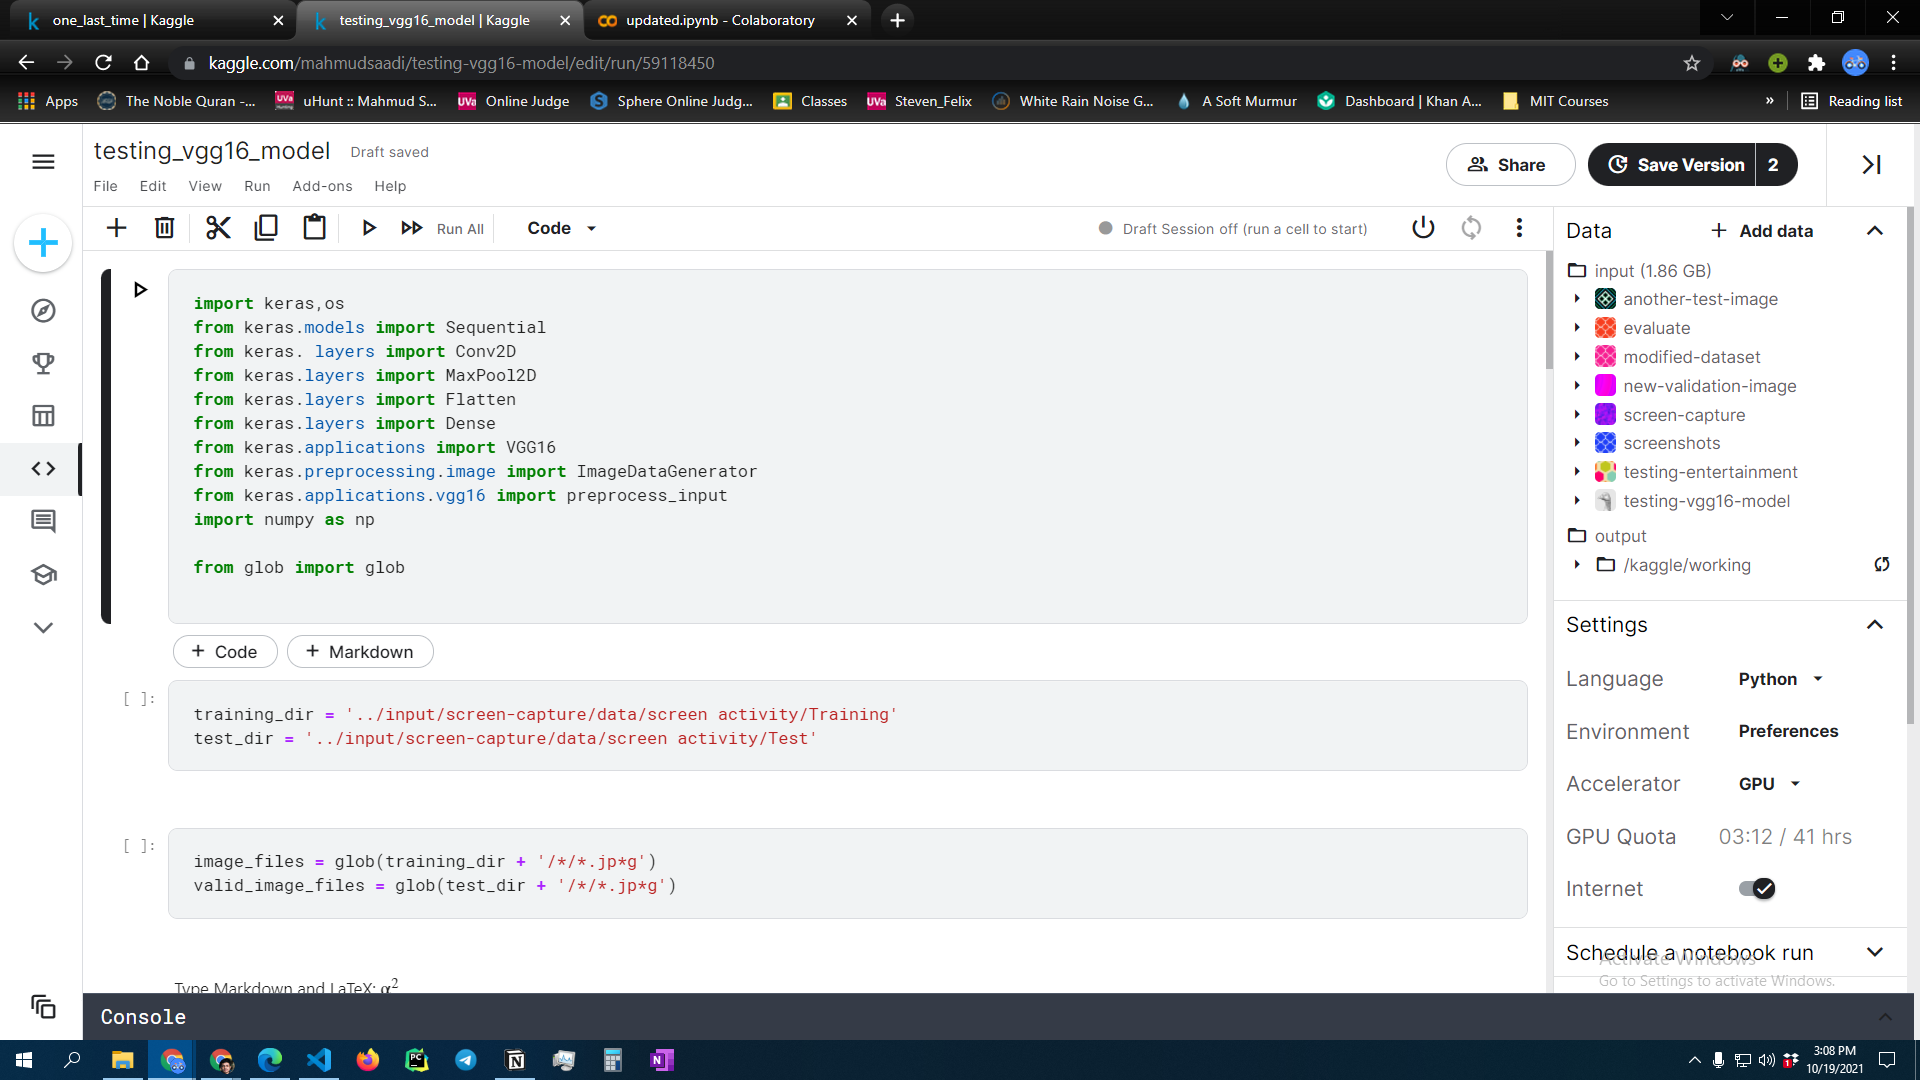 one_last_time | Kaggle
testing_vgg16_model | Kaggle
updated.ipynb - Colaboratory
kaggle.com/mahmudsaadi/testing-vgg16-model/edit/run/59118450
Apps
The Noble Quran -...
uHunt :: Mahmud S...
Online Judge
Sphere Online Judg...
Classes
Steven_Felix
White Rain Noise G...
A Soft Murmur
Dashboard | Khan A...
MIT Courses
»
Reading list
testing_vgg16_model
Draft saved
File Edit View Run Add-ons Help
Share
Save Version 2
Run All
Code
Draft Session off (run a cell to start)
import keras,os
from keras.models import Sequential
from keras. layers import Conv2D
from keras.layers import MaxPool2D
from keras.layers import Flatten
from keras.layers import Dense
from keras.applications import VGG16
from keras.preprocessing.image import ImageDataGenerator
from keras.applications.vgg16 import preprocess_input
import numpy as np
from glob import glob
+ Code
+ Markdown
[ ]:
training_dir = '../input/screen-capture/data/screen activity/Training'
test_dir = '../input/screen-capture/data/screen activity/Test'
[ ]:
image_files = glob(training_dir + '/*/*.jp*g')
valid_image_files = glob(test_dir + '/*/*.jp*g')
Type Markdown and LaTeX: α²
Console
Data
+ Add data
input (1.86 GB)
another-test-image
evaluate
modified-dataset
new-validation-image
screen-capture
screenshots
testing-entertainment
testing-vgg16-model
output
/kaggle/working
Settings
Language Python
Environment Preferences
Accelerator GPU
GPU Quota 03:12 / 41 hrs
Internet
Schedule a notebook run
Activate Windows
Go to Settings to activate Windows.
3:08 PM
10/19/2021